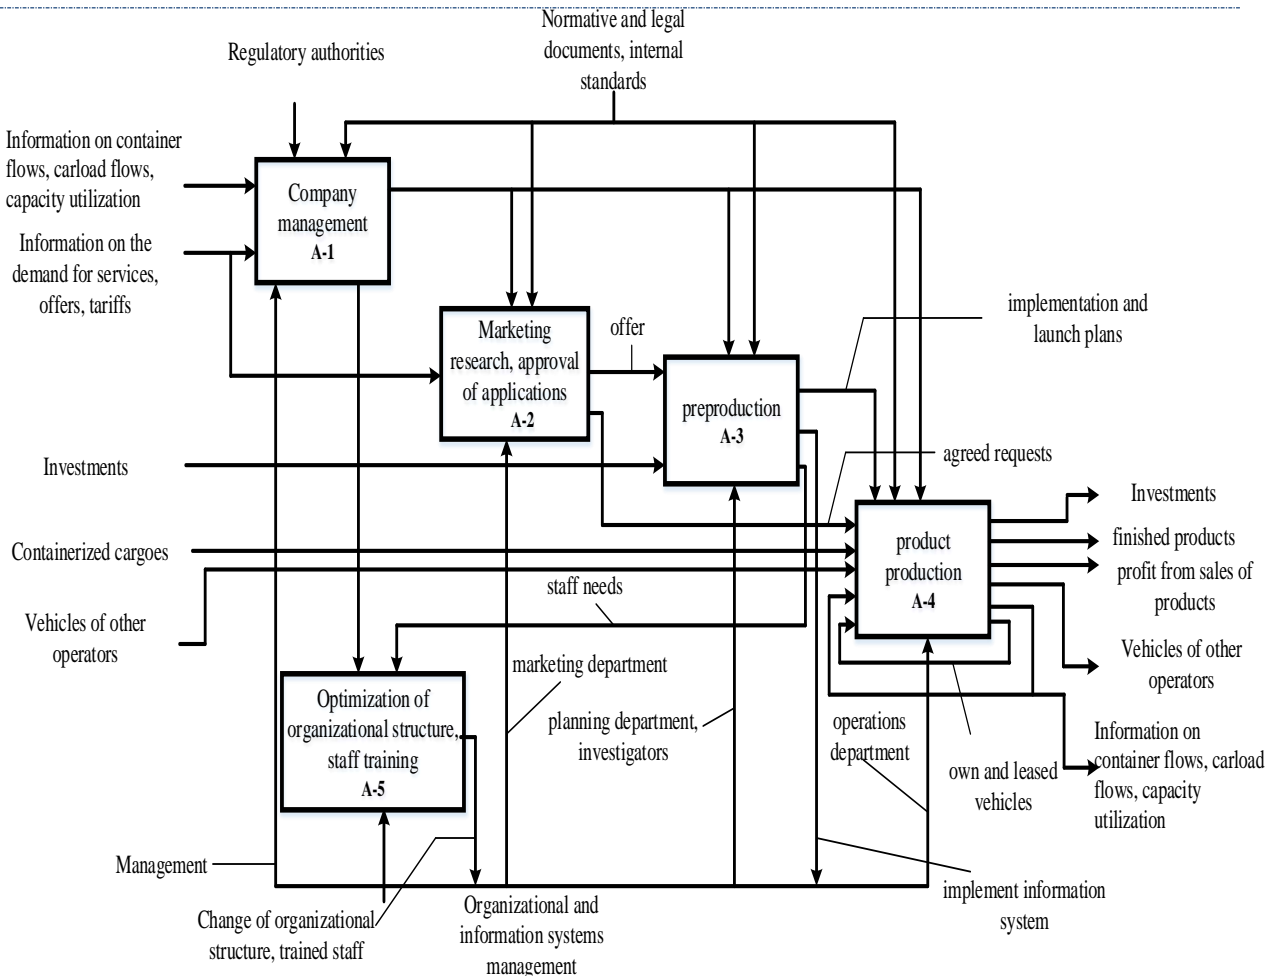 Normative and legal
documents, internal
standards
Regulatory authorities
Information on container
flows, carload flows,
capacity utilization
Company
management
A-1
Information on the
demand for services,
offers, tariffs
implementation and
launch plans
Marketing
research, approval
of applications
A-2
offer
preproduction
A-3
Investments
agreed requests
Investments
Containerized cargoes
product
production
A-4
finished products
profit from sales of
products
staff needs
Vehicles of other
operators
Vehicles of other
operators
marketing department
Optimization of
organizational structure,
staff training
A-5
planning department,
investigators
operations
department
own and leased
vehicles
Information on
container flows, carload
flows, capacity
utilization
Management
implement information
system
Change of organizational
structure, trained staff
Organizational and
information systems
management